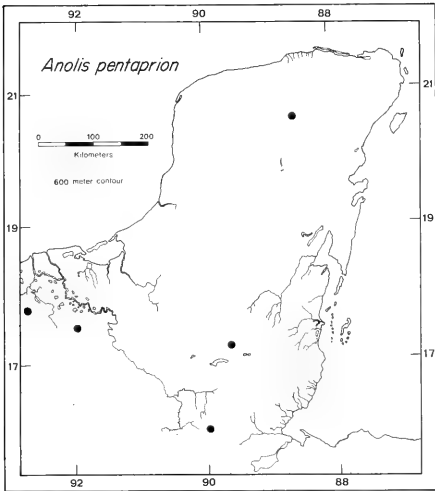 92 90 88
Anolis pentaprion
21 21
0 100 200
Kilometers
600 meter contour
19 19
17 17
92 90 88